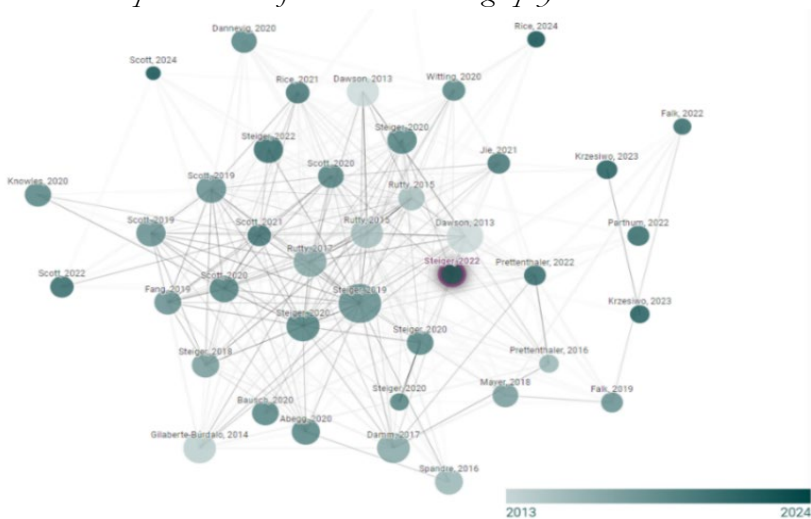 Dannevig, 2020
Rice, 2024
Scott, 2024
Rice, 2021
Dawson, 2013
Witting, 2020
Falk, 2022
Steiger, 2020
Steiger, 2022
Jie, 2021
Krzesiwo, 2023
Scott, 2020
Knowles, 2020
Scott, 2019
Rutty, 2015
Scott, 2019
Scott, 2021
Rutty, 2015
Dawson, 2013
Parthum, 2022
Rutty, 2017
Steiger, 2022
Prettenthaler, 2022
Scott, 2022
Fang, 2019
Scott, 2020
Steiger, 2019
Krzesiwo, 2023
Steiger, 2020
Steiger, 2020
Steiger, 2018
Prettenthaler, 2016
Mayer, 2018
Steiger, 2020
Falk, 2019
Bausch, 2020
Abegg, 2020
Gilaberte-Búrdalo, 2014
Damm, 2017
Spandre, 2016
2013
2024